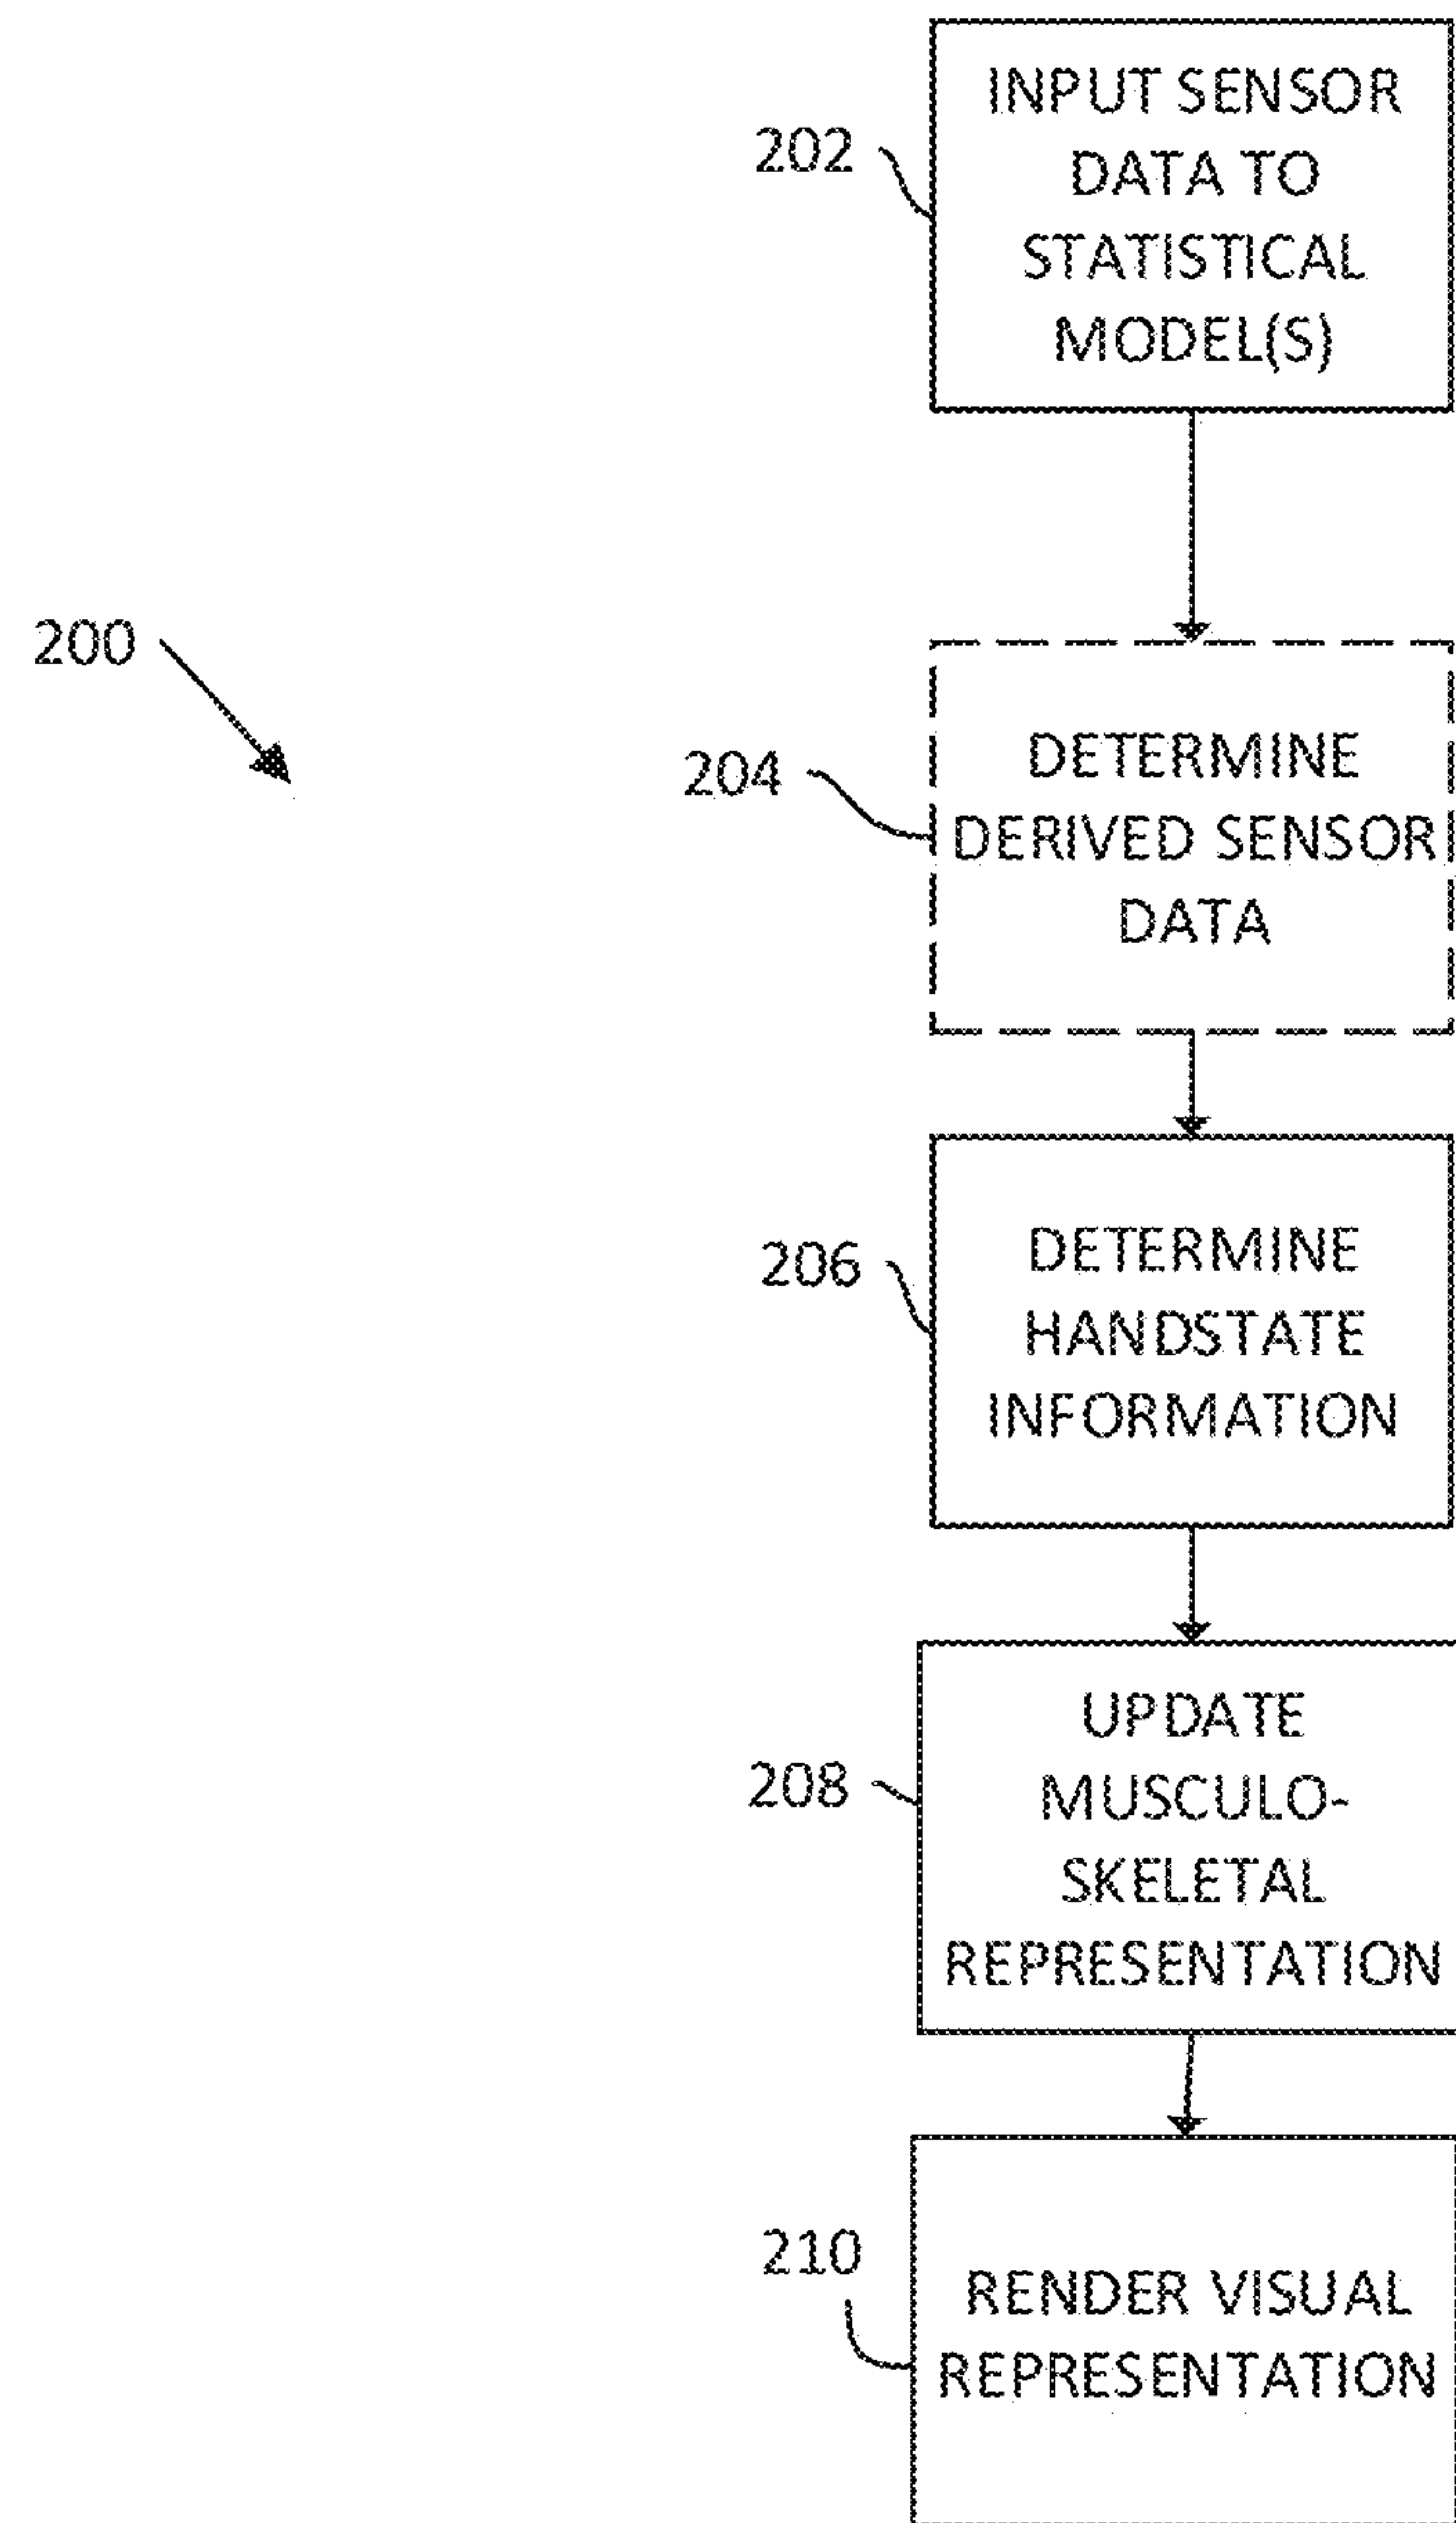 202
INPUT SENSOR
DATA TO
STATISTICAL
MODEL(S)
200
204
DETERMINE
DERIVED SENSOR
DATA
206
DETERMINE
HANDSTATE
INFORMATION
208
UPDATE
MUSCULO-
SKELETAL
REPRESENTATION
210
RENDER VISUAL
REPRESENTATION